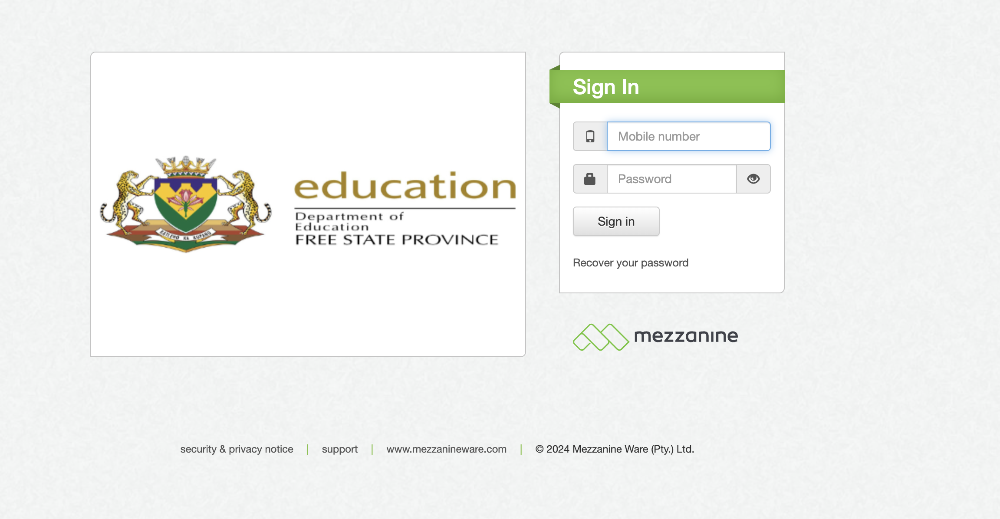 education
Department of
Education
FREE STATE PROVINCE
KATLEHO KA KOPANO
Sign In
Mobile number
Password
Sign in
Recover your password
mezzanine
security & privacy notice | support | www.mezzanineware.com | © 2024 Mezzanine Ware (Pty.) Ltd.